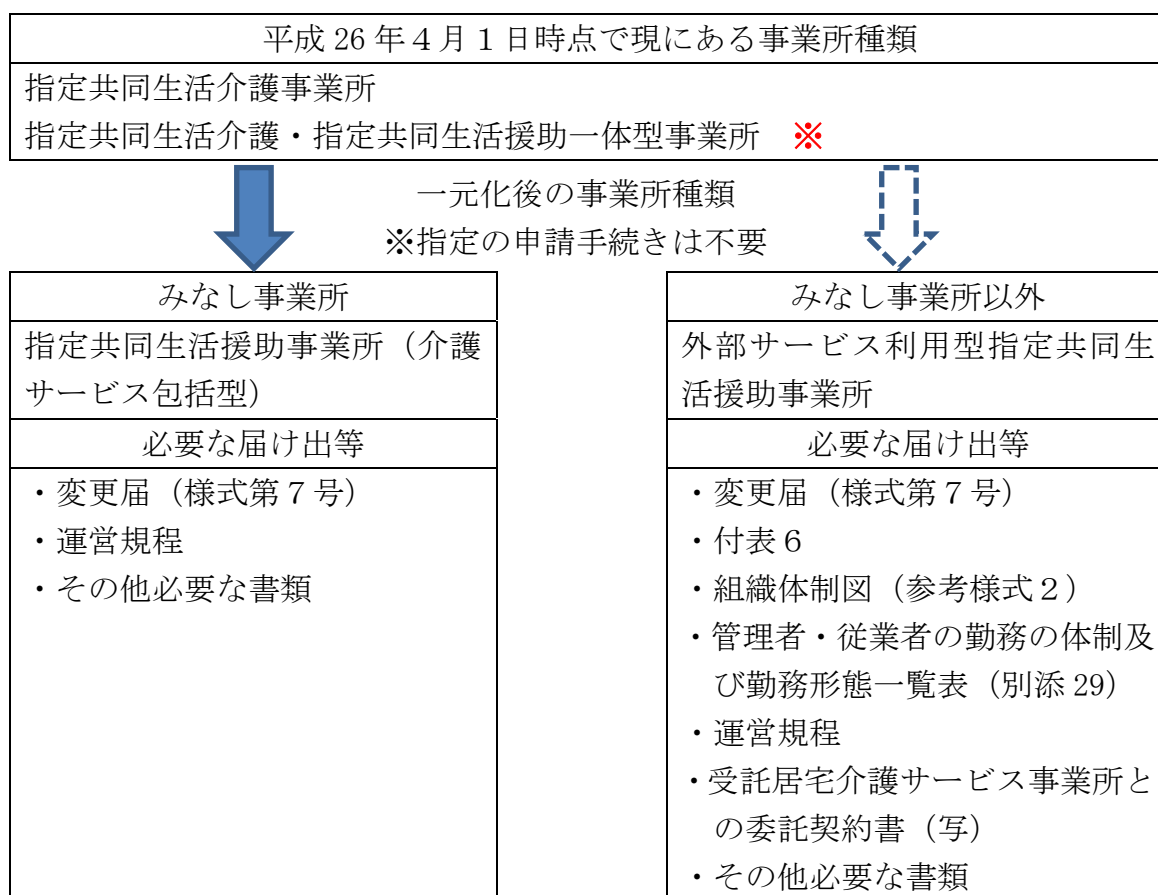 平成 26 年４月１日時点で現にある事業所種類
指定共同生活介護事業所
指定共同生活介護・指定共同生活援助一体型事業所　※
一元化後の事業所種類
※指定の申請手続きは不要
みなし事業所
指定共同生活援助事業所（介護
サービス包括型）
必要な届け出等
・変更届（様式第７号）
・運営規程
・その他必要な書類
みなし事業所以外
外部サービス利用型指定共同生
活援助事業所
必要な届け出等
・変更届（様式第７号）
・付表６
・組織体制図（参考様式２）
・管理者・従業者の勤務の体制及
び勤務形態一覧表（別添 29）
・運営規程
・受託居宅介護サービス事業所と
の委託契約書（写）
・その他必要な書類